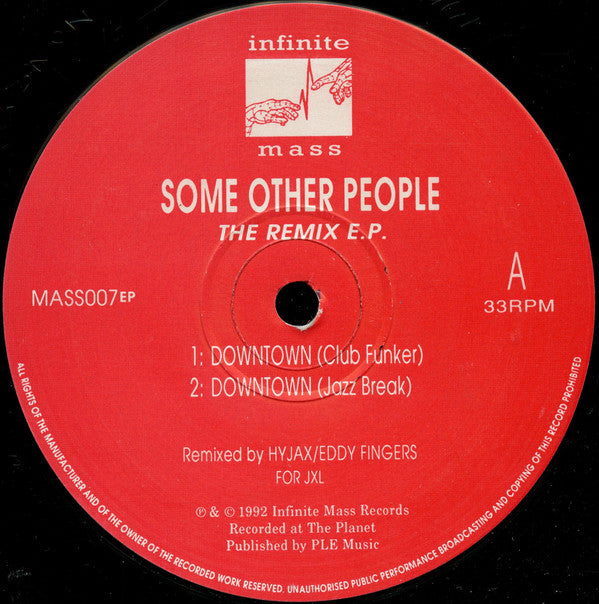 infinite
mass
SOME OTHER PEOPLE
THE REMIX E.P.
MASS007EP
A
33RPM
1: DOWNTOWN (Club Funker)
2: DOWNTOWN (Jazz Break)
Remixed by HYJAX/EDDY FINGERS
FOR JXL
℗ & © 1992 Infinite Mass Records
Recorded at The Planet
Published by PLE Music
ALL RIGHTS OF THE MANUFACTURER AND OF THE OWNER OF THE RECORDED WORK RESERVED. UNAUTHORISED PUBLIC PERFORMANCE BROADCASTING AND COPYING OF THIS RECORD PROHIBITED